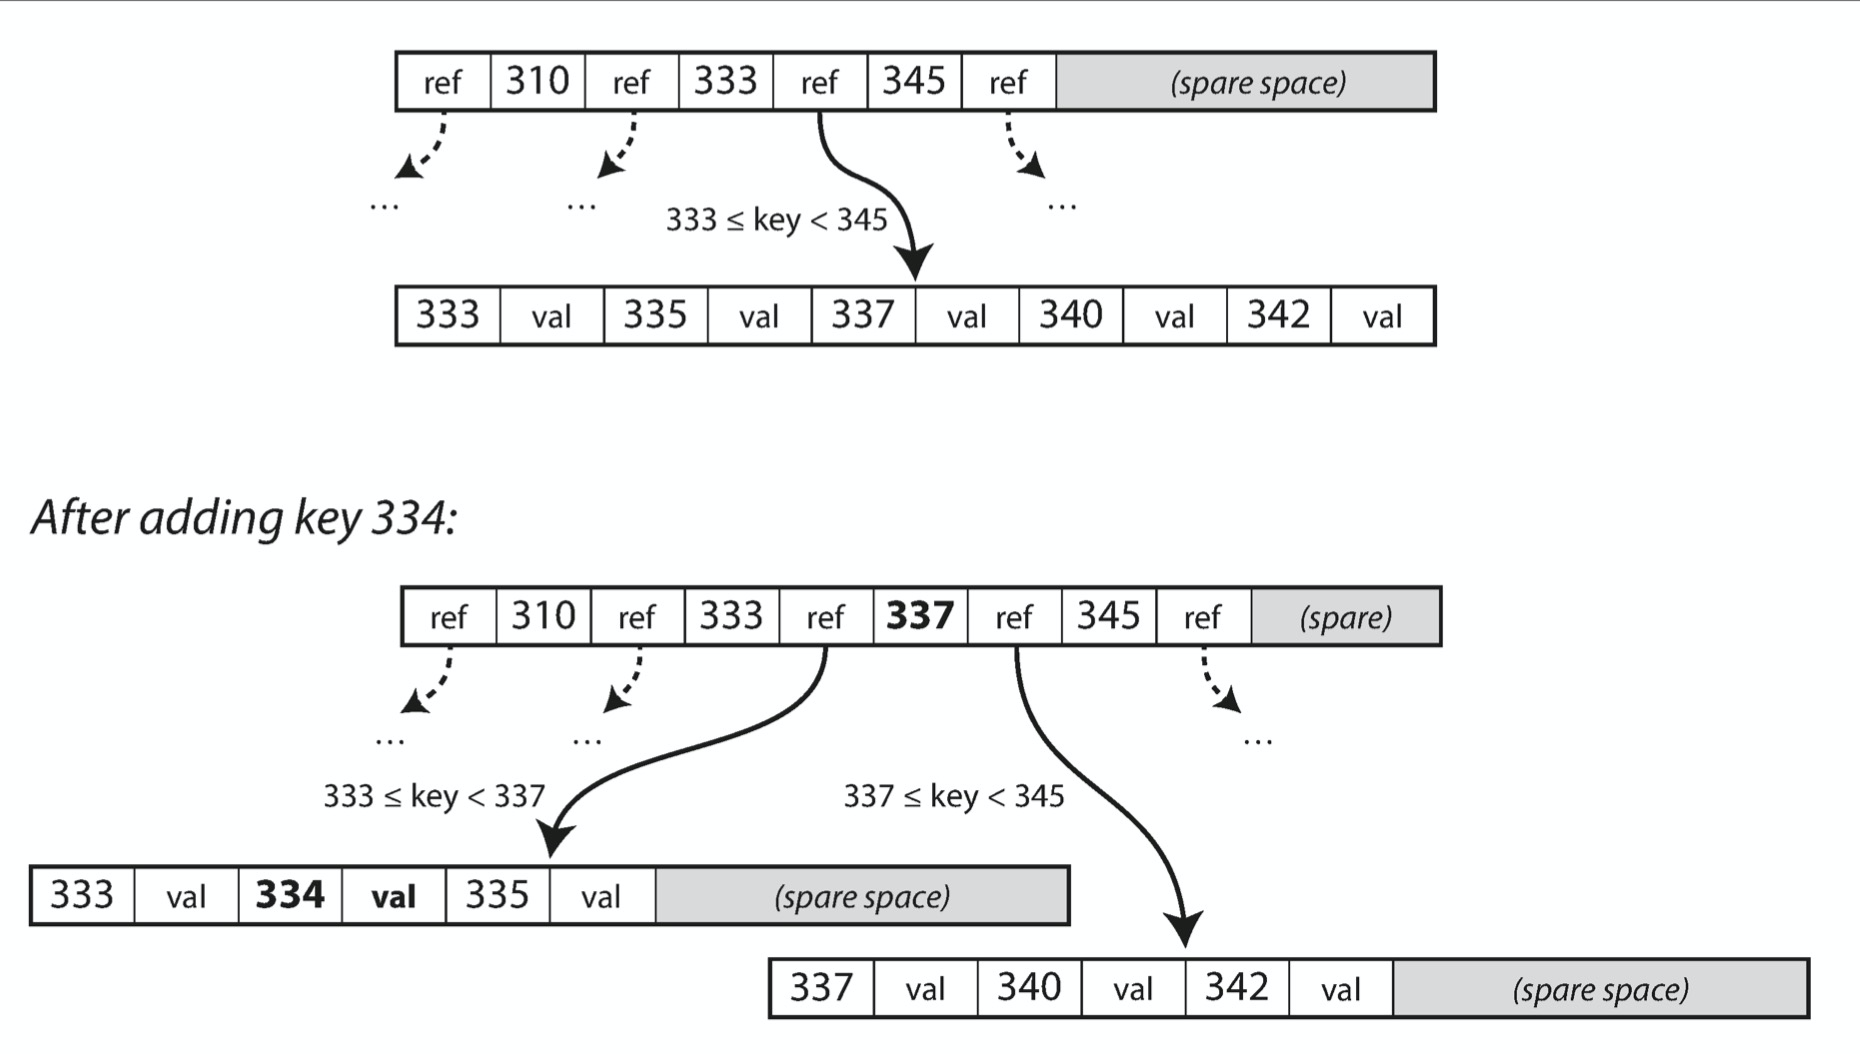 ref 310 ref 333 ref 345 ref (spare space)
... ... ...
333 ≤ key < 345
333 val 335 val 337 val 340 val 342 val
After adding key 334:
ref 310 ref 333 ref 337 ref 345 ref (spare)
... ... ...
333 ≤ key < 337 337 ≤ key < 345
333 val 334 val 335 val (spare space)
337 val 340 val 342 val (spare space)